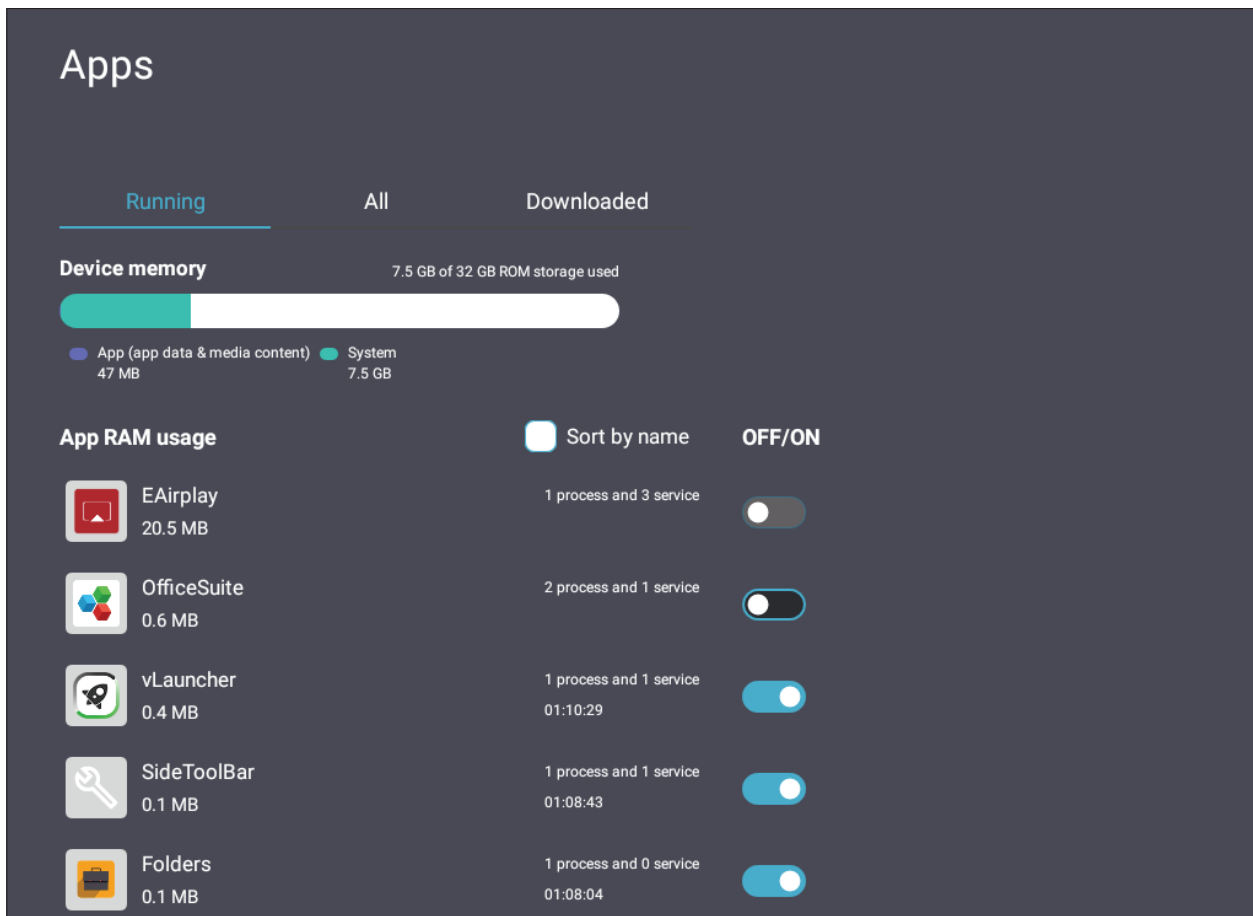 Apps
Running All Downloaded
Device memory 7.5 GB of 32 GB ROM storage used
App (app data & media content) System
47 MB 7.5 GB
App RAM usage Sort by name OFF/ON
EAirplay 1 process and 3 service
20.5 MB
OfficeSuite 2 process and 1 service
0.6 MB
vLauncher 1 process and 1 service
0.4 MB 01:10:29
SideToolBar 1 process and 1 service
0.1 MB 01:08:43
Folders 1 process and 0 service
0.1 MB 01:08:04